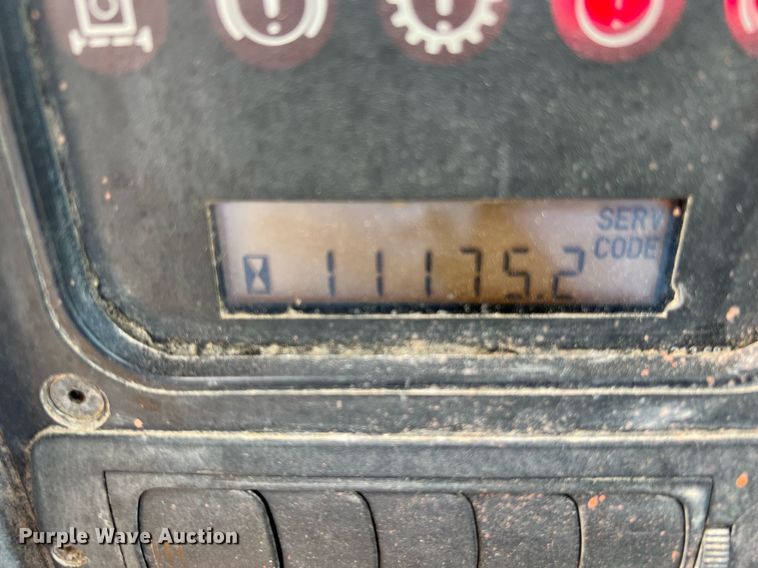 SERV
CODE
11175.2
Purple Wave Auction